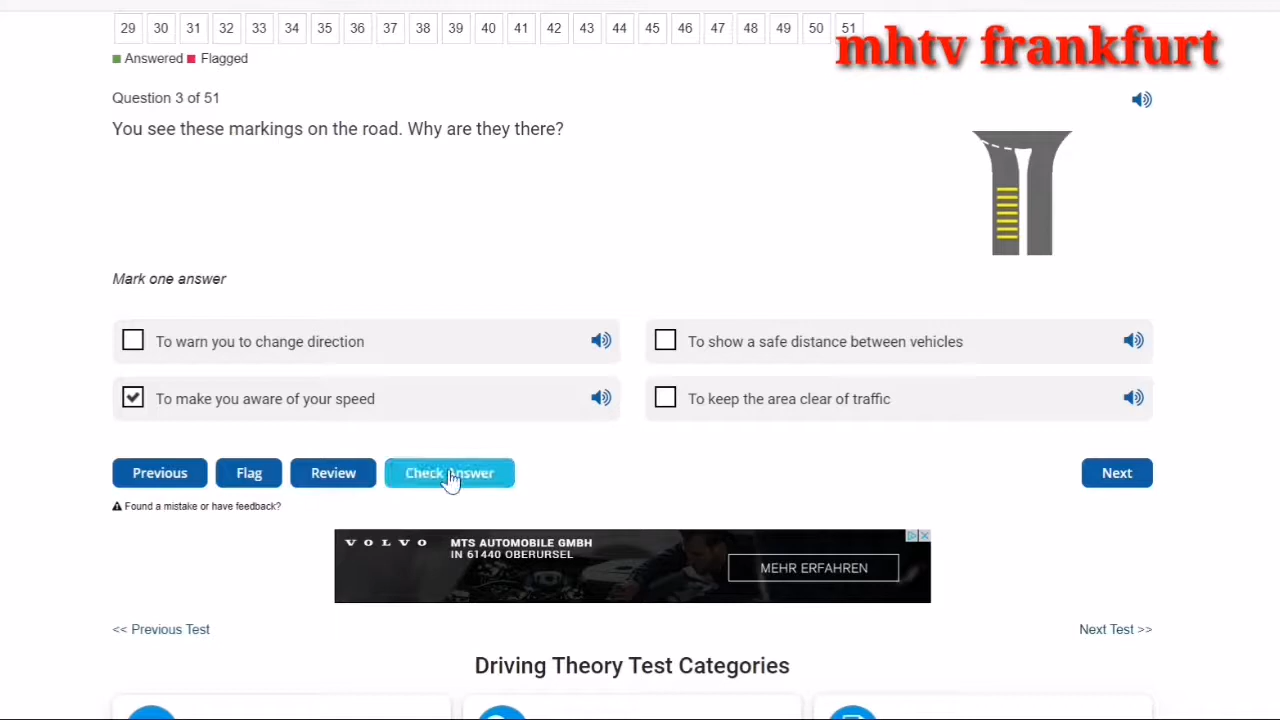 29 30 31 32 33 34 35 36 37 38 39 40 41 42 43 44 45 46 47 48 49 50 51
mhtv frankfurt
Answered Flagged
Question 3 of 51
You see these markings on the road. Why are they there?
Mark one answer
To warn you to change direction
To show a safe distance between vehicles
To make you aware of your speed
To keep the area clear of traffic
Previous Flag Review Check Answer Next
Found a mistake or have feedback?
VOLVO MTS AUTOMOBILE GMBH
IN 61440 OBERURSEL
MEHR ERFAHREN
<< Previous Test Next Test >>
Driving Theory Test Categories